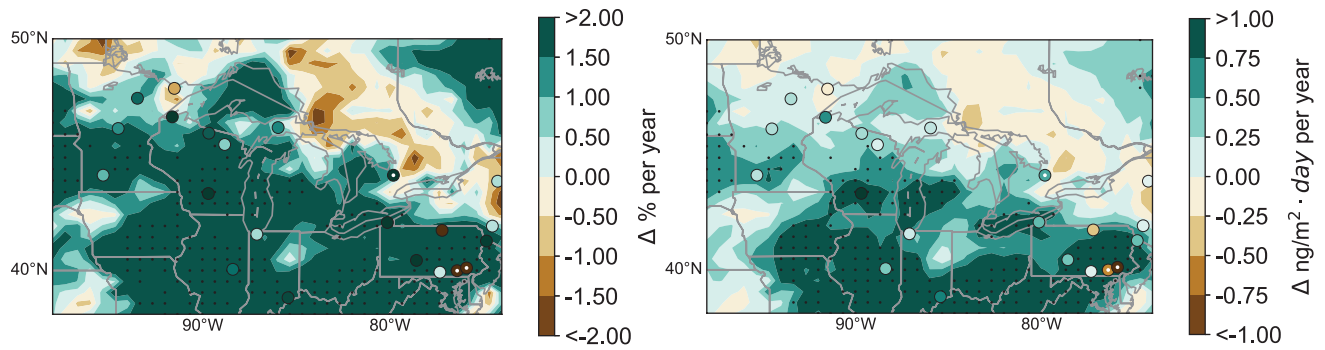 50°N
40°N
90°W
80°W
>2.00
1.50
1.00
0.50
0.00
-0.50
-1.00
-1.50
<-2.00
Δ % per year
50°N
40°N
90°W
80°W
>1.00
0.75
0.50
0.25
0.00
-0.25
-0.50
-0.75
<-1.00
Δ ng/m² · day per year